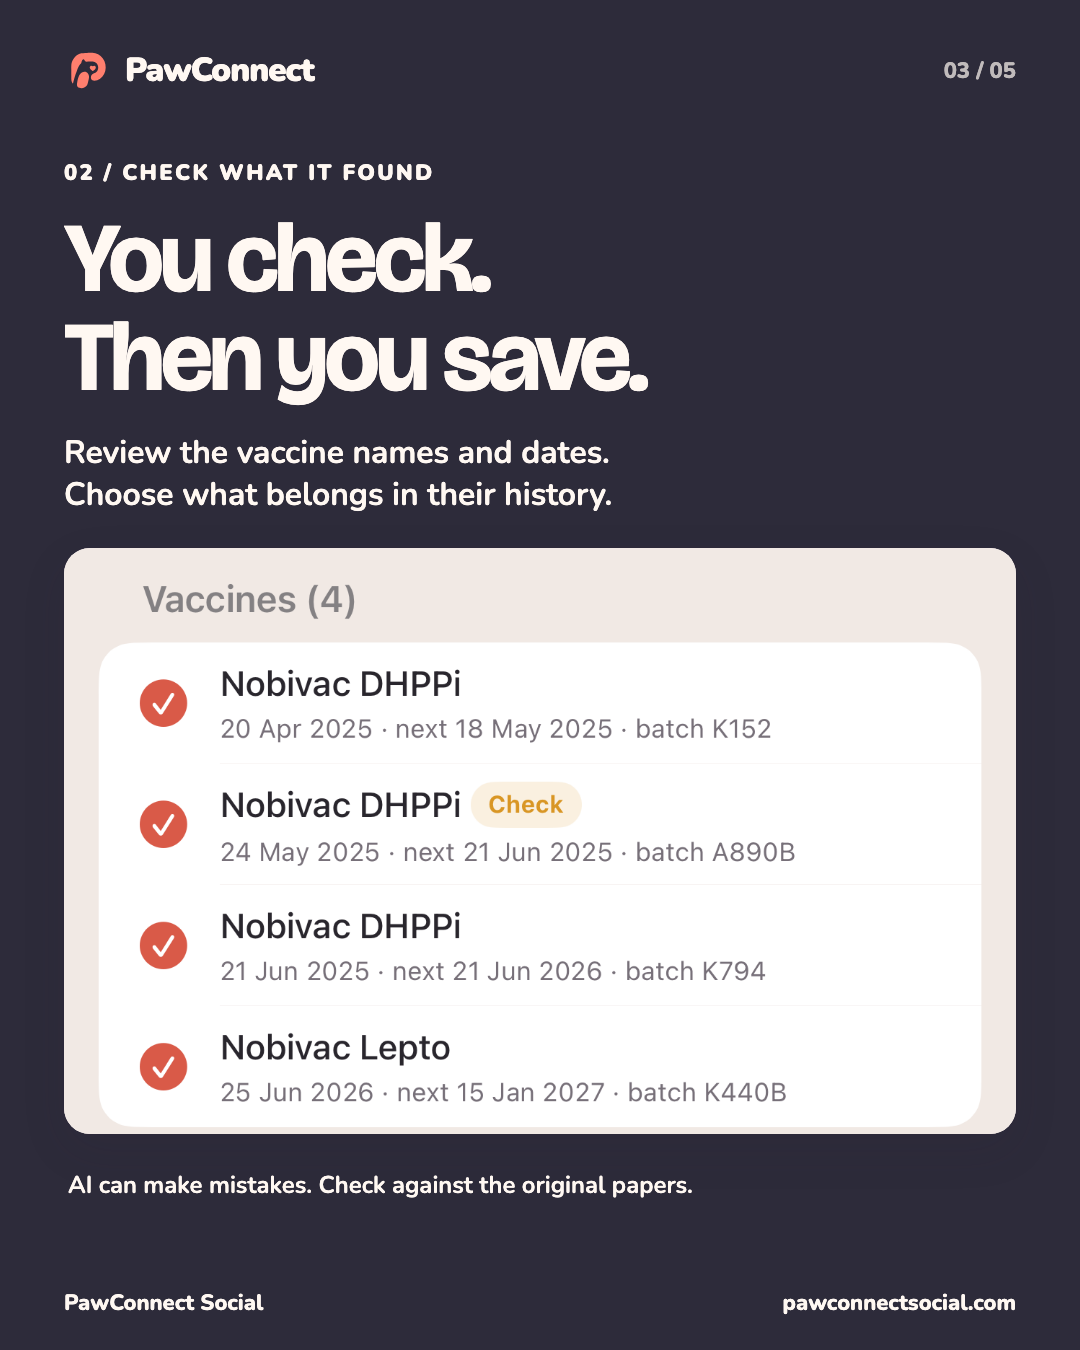 PawConnect
03 / 05
02 / CHECK WHAT IT FOUND
You check.
Then you save.
Review the vaccine names and dates.
Choose what belongs in their history.
Vaccines (4)
Nobivac DHPPi
20 Apr 2025 · next 18 May 2025 · batch K152
Nobivac DHPPi Check
24 May 2025 · next 21 Jun 2025 · batch A890B
Nobivac DHPPi
21 Jun 2025 · next 21 Jun 2026 · batch K794
Nobivac Lepto
25 Jun 2026 · next 15 Jan 2027 · batch K440B
AI can make mistakes. Check against the original papers.
PawConnect Social
pawconnectsocial.com